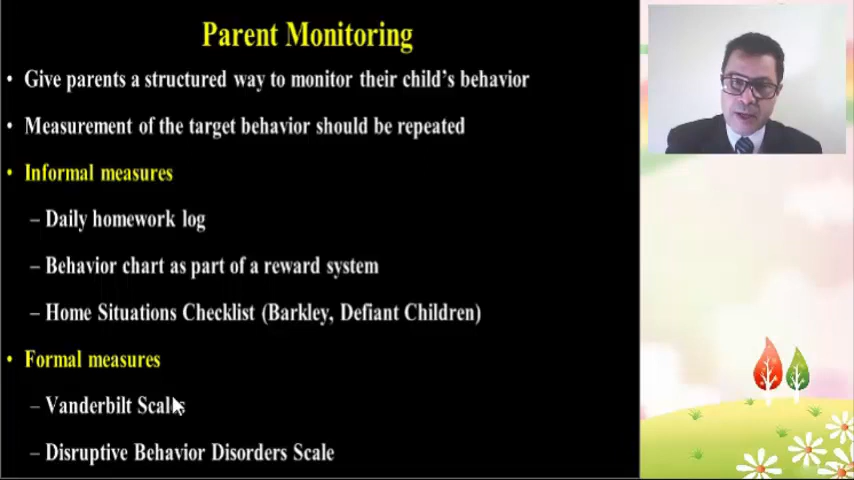 Parent Monitoring
• Give parents a structured way to monitor their child's behavior
• Measurement of the target behavior should be repeated
• Informal measures
– Daily homework log
– Behavior chart as part of a reward system
– Home Situations Checklist (Barkley, Defiant Children)
• Formal measures
– Vanderbilt Scales
– Disruptive Behavior Disorders Scale